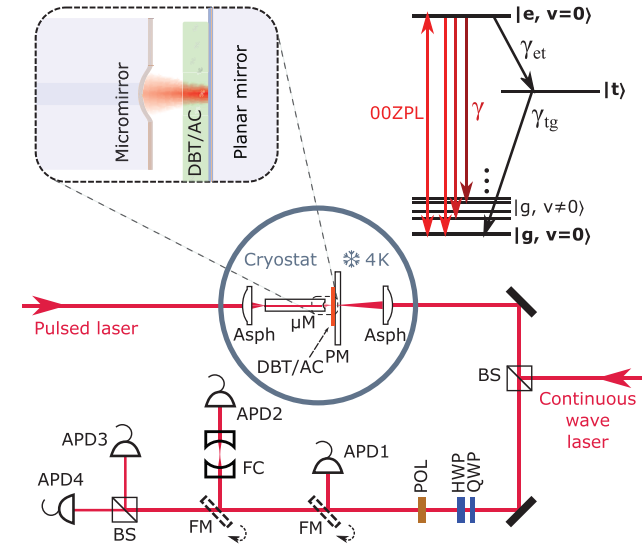 Micromirror
DBT/AC
Planar mirror
|e, v=0⟩
γet
00ZPL
γ
|t⟩
γtg
|g, v≠0⟩
|g, v=0⟩
Cryostat
4K
Pulsed laser
Asph
μM
PM
Asph
DBT/AC
BS
Continuous
wave
laser
APD2
APD3
FC
APD1
APD4
POL
HWP
QWP
BS
FM
FM